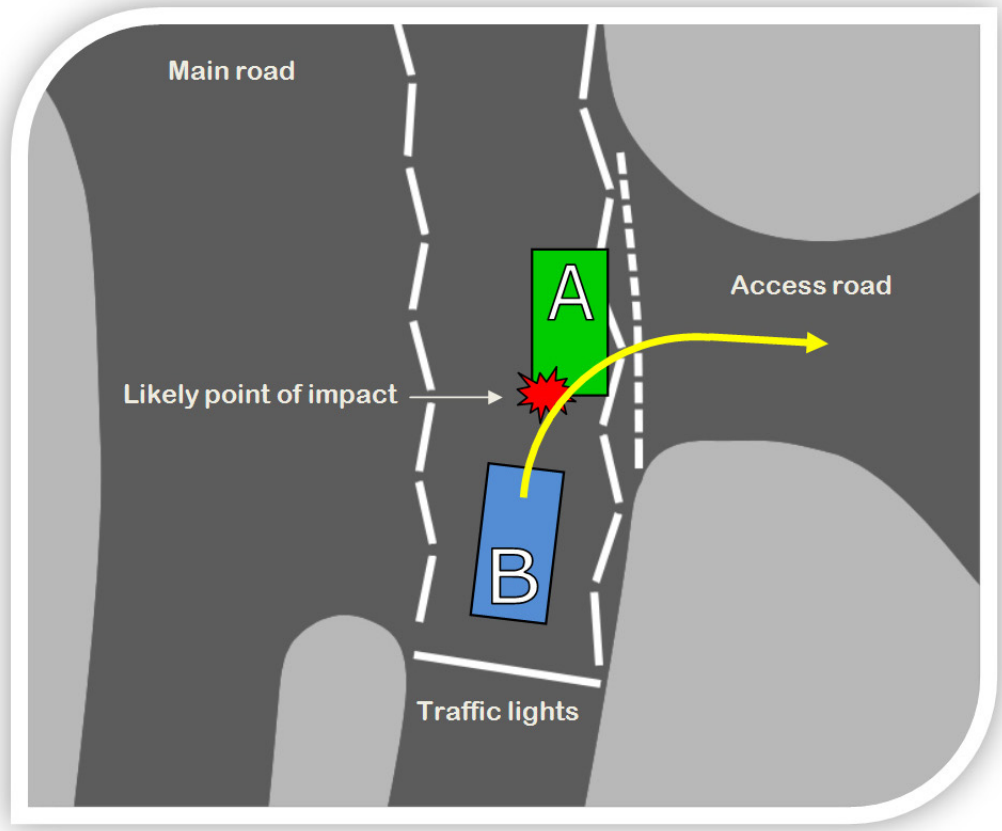 Main road
A
Access road
Likely point of impact
B
Traffic lights